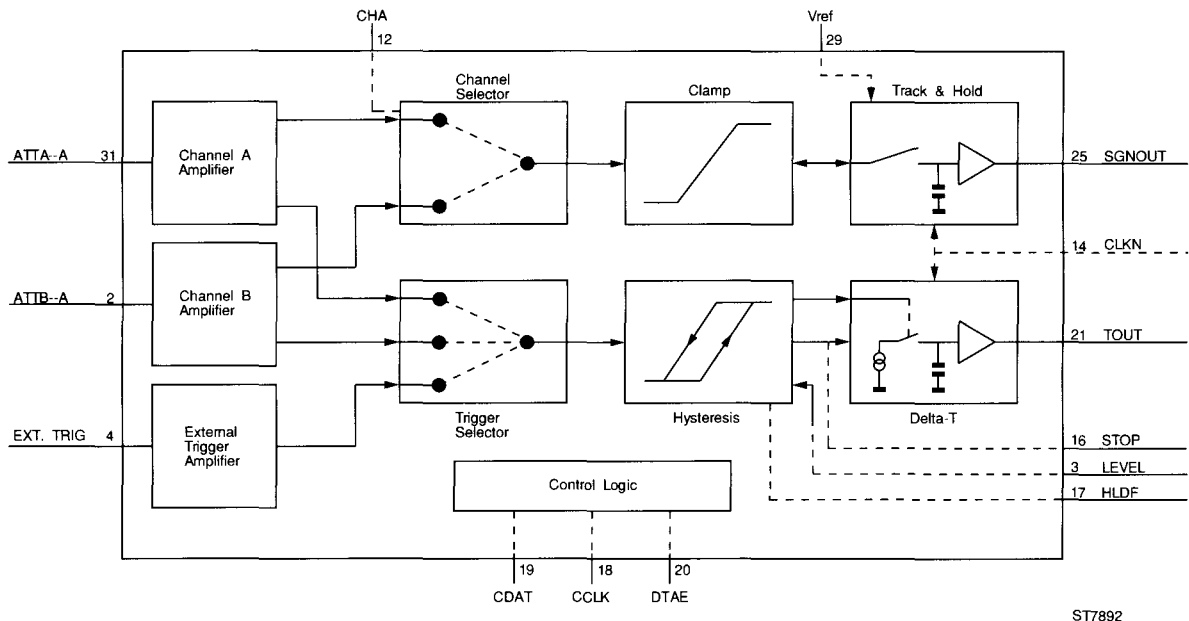 CHA
12
Vref
29
Channel
Selector
Clamp
Track & Hold
ATTA--A 31
Channel A
Amplifier
25 SGNOUT
14 CLKN
ATTB--A 2
Channel B
Amplifier
21 TOUT
EXT. TRIG 4
External
Trigger
Amplifier
Trigger
Selector
Hysteresis
Delta-T
16 STOP
3 LEVEL
17 HLDF
Control Logic
19
18
20
CDAT
CCLK
DTAE
ST7892